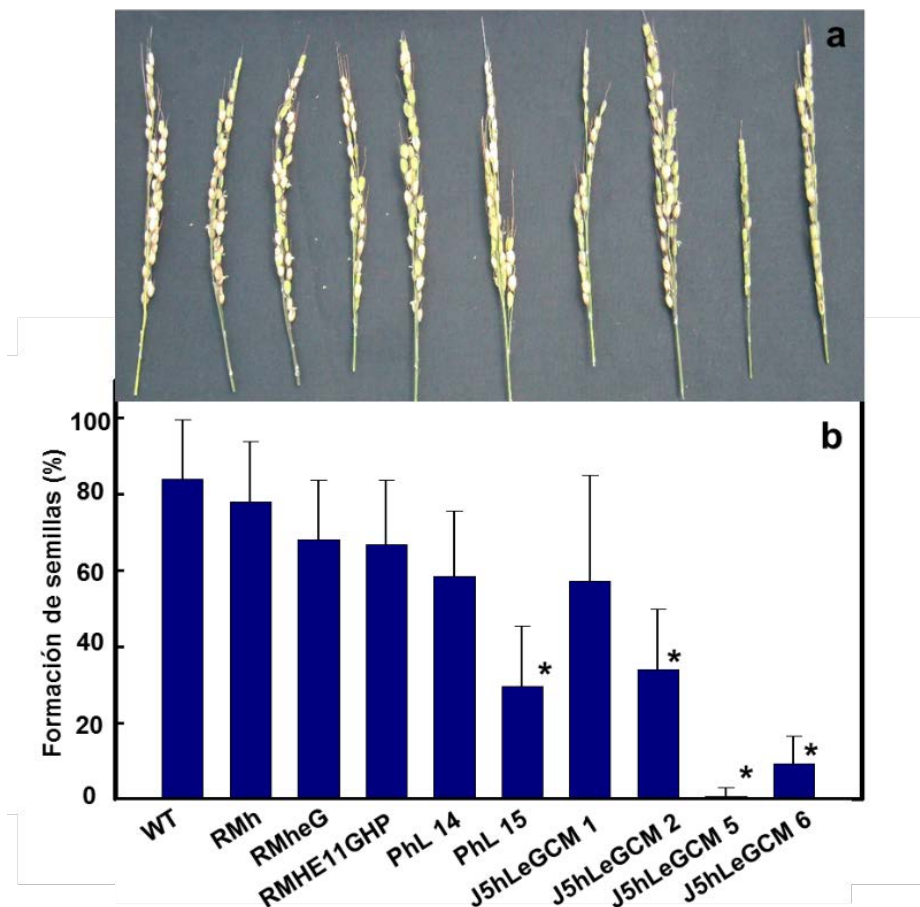 a
b
Formación de semillas (%)
100
80
60
40
20
0
WT
RMh
RMheG
RMHE11GHP
PhL 14
PhL 15
J5hLeGCM 1
J5hLeGCM 2
J5hLeGCM 5
J5hLeGCM 6
*
*
*
*